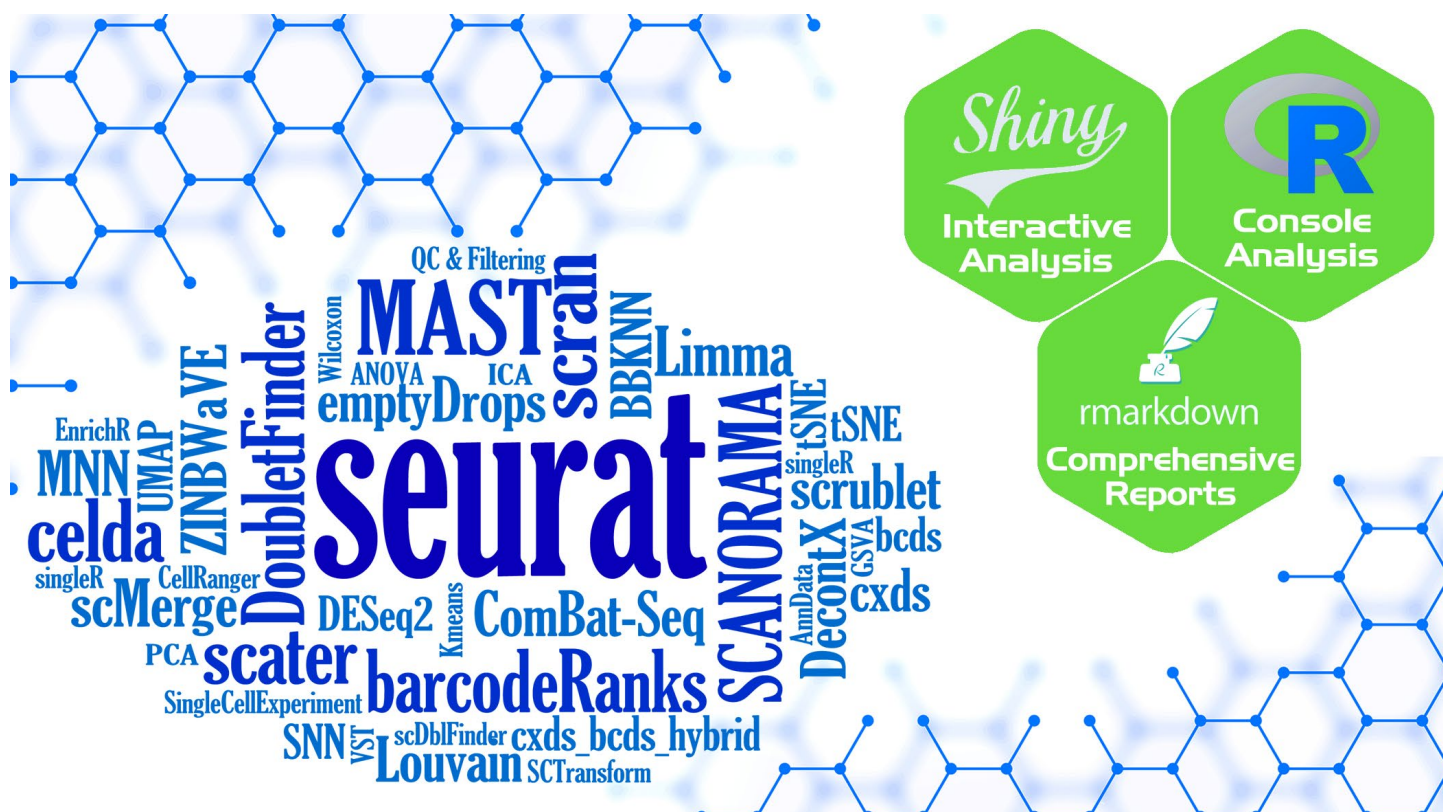 Shiny
Interactive
Analysis
R
Console
Analysis
R
rmarkdown
Comprehensive
Reports
QC & Filtering
MAST
scran
Wilcoxon
ANOVA
ICA
BBKNN
Limma
emptyDrops
DoubletFinder
ZINBWaVE
EnrichR
MNN
UMAP
celda
seurat
SCANORAMA
tSNE
tSNE
singleR
scrublet
DecontX
GSVA
bcds
AnnData
cxds
singleR
CellRanger
scMerge
DESeq2
Kmeans
ComBat-Seq
PCA
scater
barcodeRanks
SingleCellExperiment
SNN
VST
scDblFinder
cxds_bcds_hybrid
Louvain
SCTransform